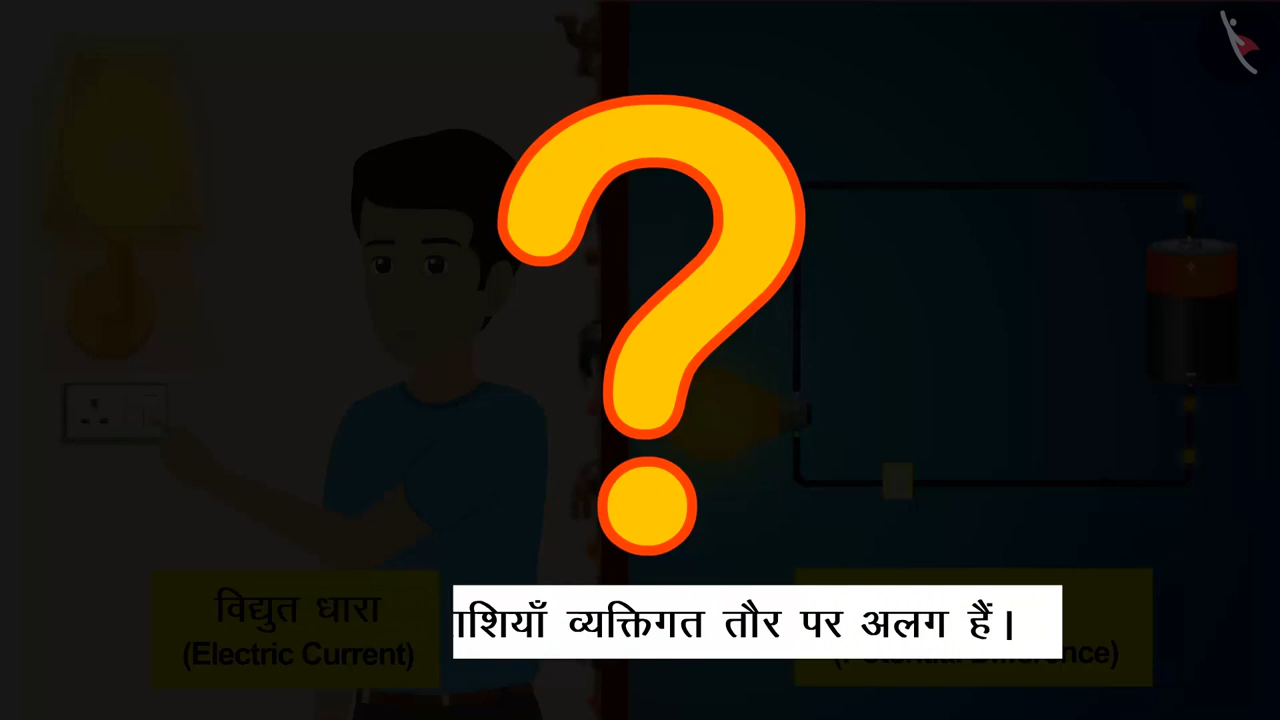 विद्युत धारा
(Electric Current)
व्यक्तिगत तौर पर अलग हैं।